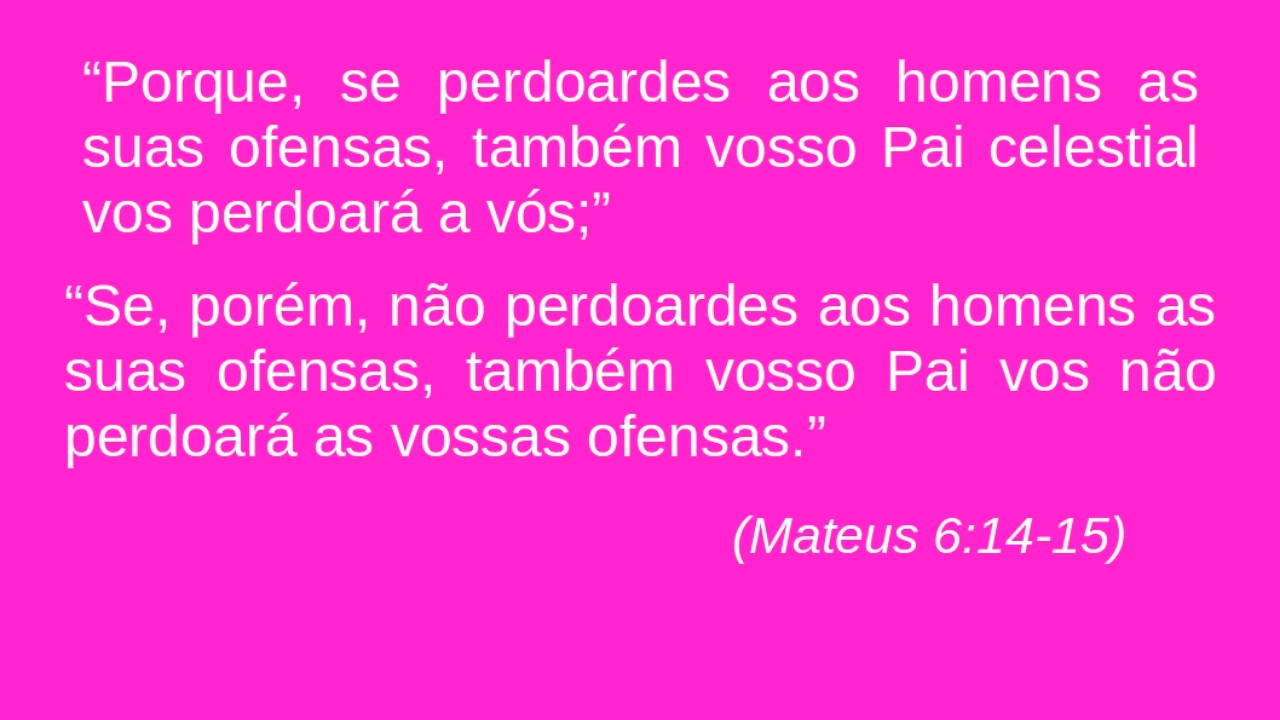 “Porque, se perdoardes aos homens as
suas ofensas, também vosso Pai celestial
vos perdoará a vós;”
“Se, porém, não perdoardes aos homens as
suas ofensas, também vosso Pai vos não
perdoará as vossas ofensas.”
(Mateus 6:14-15)